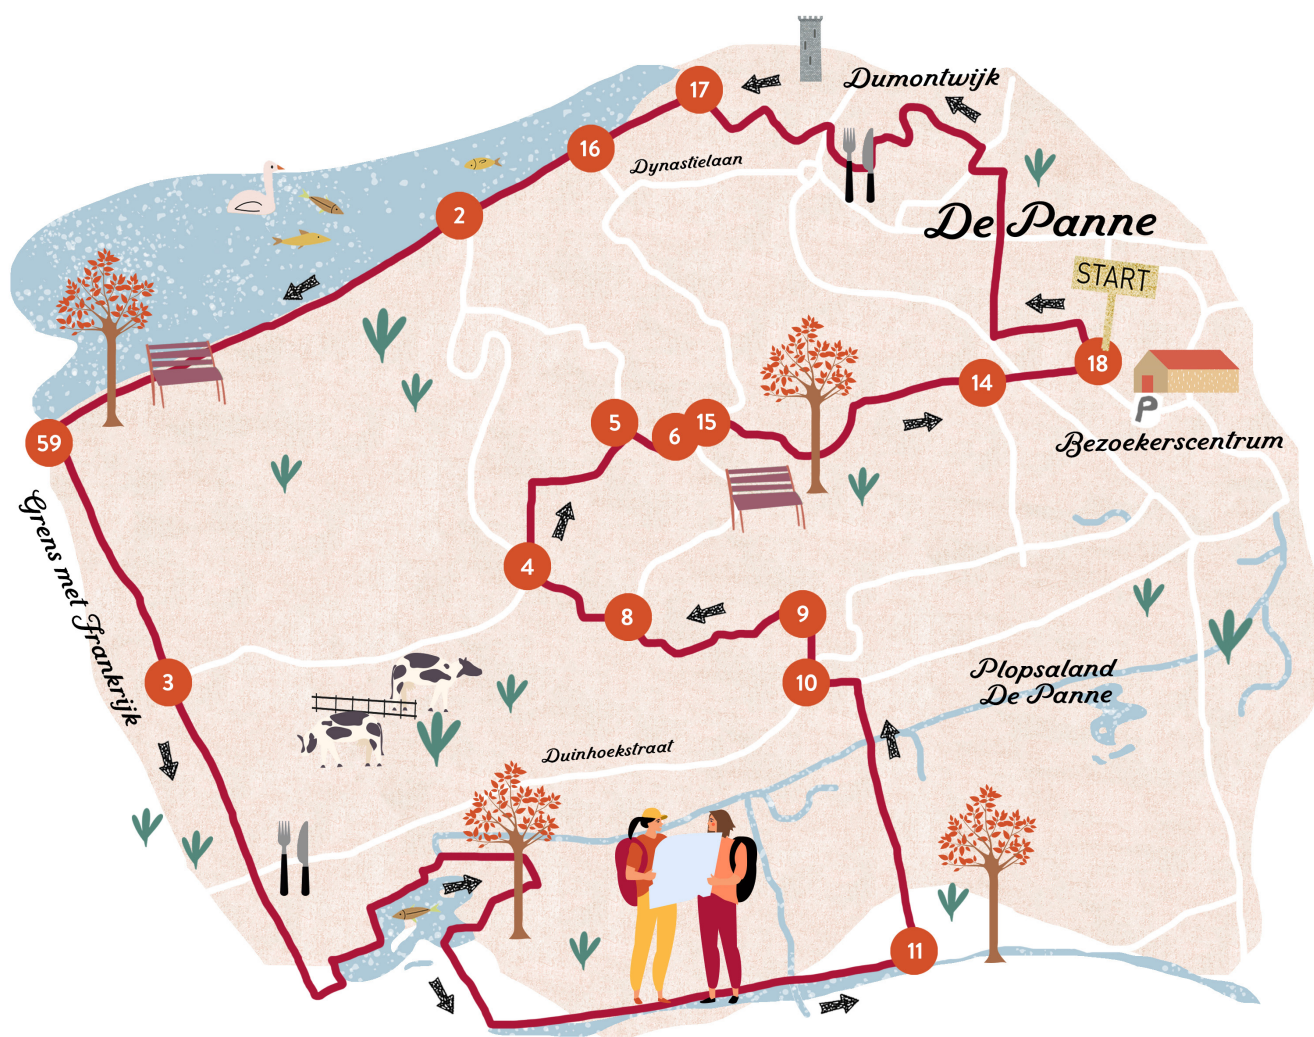 17
Dumontwijk
16
Dynastielaan
2
De Panne
START
18
14
P
Bezoekerscentrum
59
5
6
15
Grens met Frankrijk
4
8
9
3
10
Plopsaland
De Panne
Duinhoekstraat
11